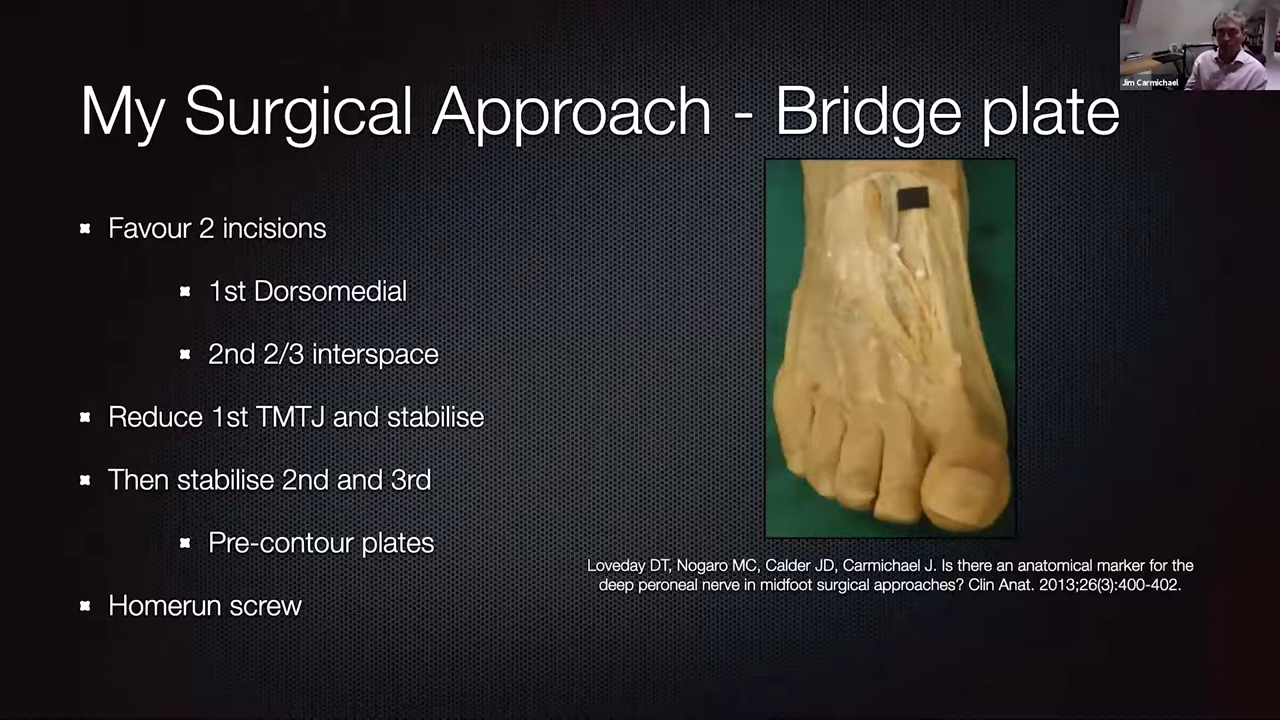 Jim Carmichael
My Surgical Approach - Bridge plate
Favour 2 incisions
1st Dorsomedial
2nd 2/3 interspace
Reduce 1st TMTJ and stabilise
Then stabilise 2nd and 3rd
Pre-contour plates
Homerun screw
Loveday DT, Nogaro MC, Calder JD, Carmichael J. Is there an anatomical marker for the
deep peroneal nerve in midfoot surgical approaches? Clin Anat. 2013;26(3):400-402.